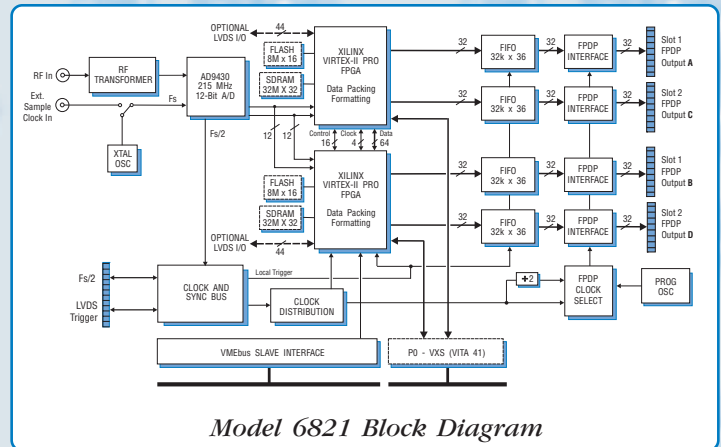 OPTIONAL
LVDS I/O
44
XILINX
VIRTEX-II PRO
FPGA
Data Packing
Formatting
FLASH
8M x 16
SDRAM
32M X 32
RF In
RF
TRANSFORMER
AD9430
215 MHz
12-Bit A/D
Ext.
Sample
Clock In
Fs
XTAL
OSC
Fs/2
12
12
Control
16
Clock
4
Data
64
32
FIFO
32k x 36
32
FPDP
INTERFACE
32
Slot 1
FPDP
Output A
32
FIFO
32k x 36
32
FPDP
INTERFACE
32
Slot 2
FPDP
Output C
XILINX
VIRTEX-II PRO
FPGA
Data Packing
Formatting
FLASH
8M x 16
SDRAM
32M X 32
OPTIONAL
LVDS I/O
44
32
FIFO
32k x 36
32
FPDP
INTERFACE
32
Slot 1
FPDP
Output B
32
FIFO
32k x 36
32
FPDP
INTERFACE
32
Slot 2
FPDP
Output D
Fs/2
LVDS
Trigger
CLOCK AND
SYNC BUS
Local Trigger
CLOCK
DISTRIBUTION
+2
FPDP
CLOCK
SELECT
PROG
OSC
VMEbus SLAVE INTERFACE
P0 - VXS (VITA 41)
Model 6821 Block Diagram